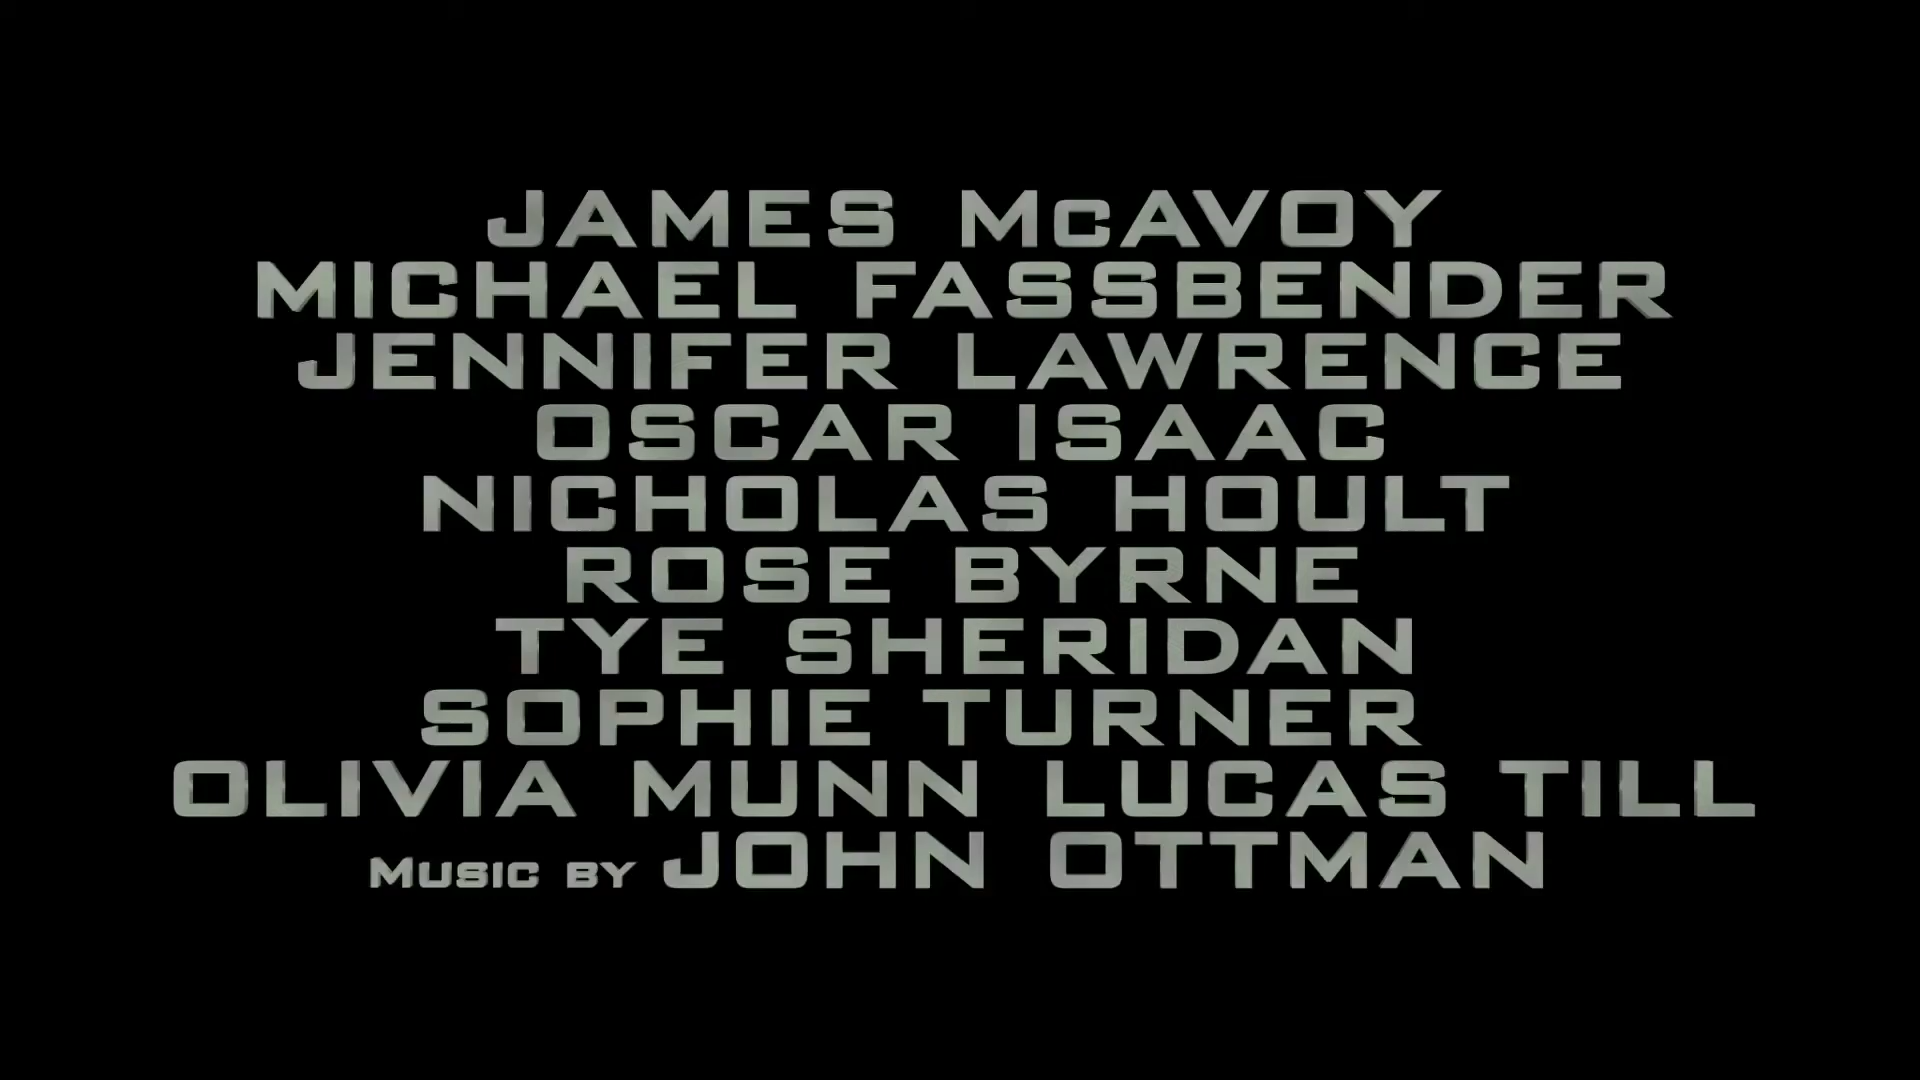 JAMES McAVOY
MICHAEL FASSBENDER
JENNIFER LAWRENCE
OSCAR ISAAC
NICHOLAS HOULT
ROSE BYRNE
TYE SHERIDAN
SOPHIE TURNER
OLIVIA MUNN LUCAS TILL
MUSIC BY JOHN OTTMAN